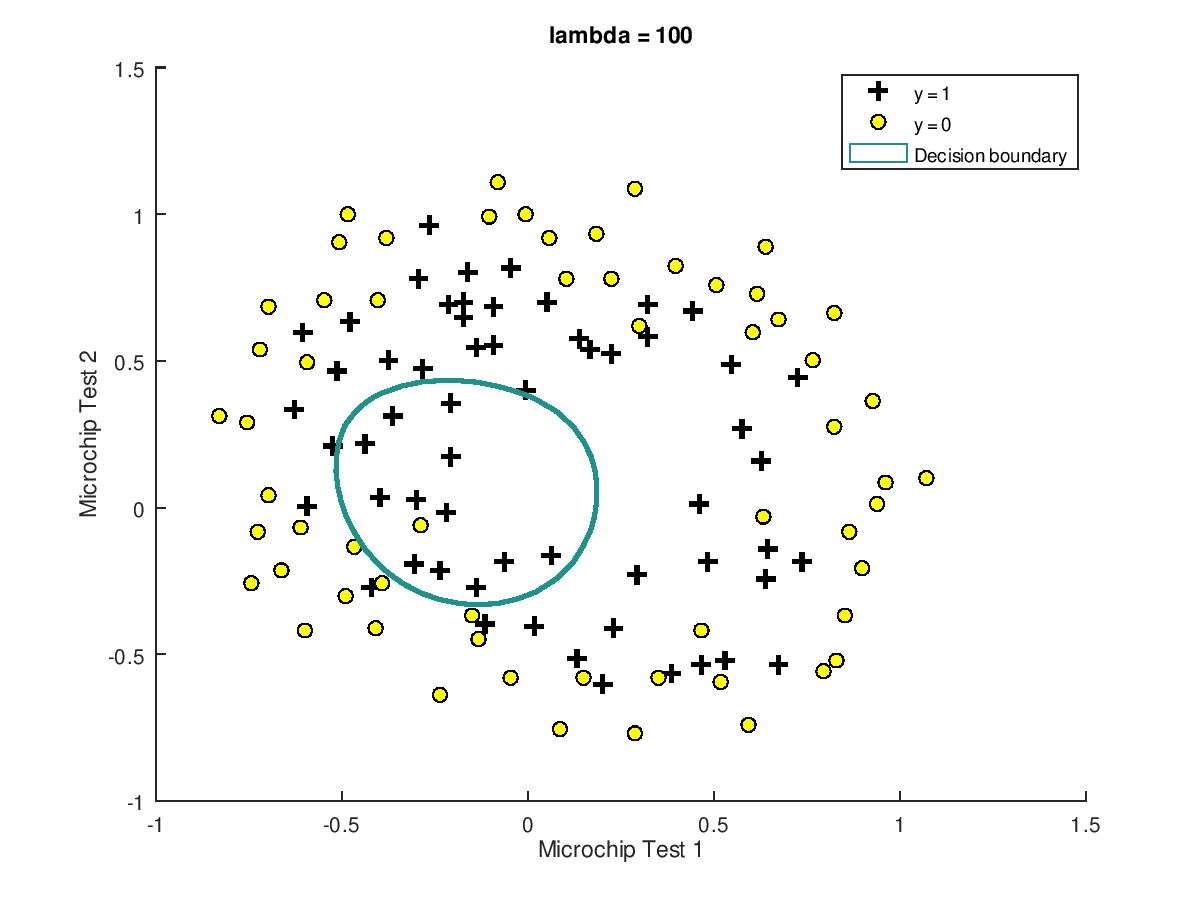 lambda = 100
y = 1
y = 0
Decision boundary
1.5
1
0.5
0
-0.5
-1
Microchip Test 2
-1
-0.5
0
0.5
1
1.5
Microchip Test 1